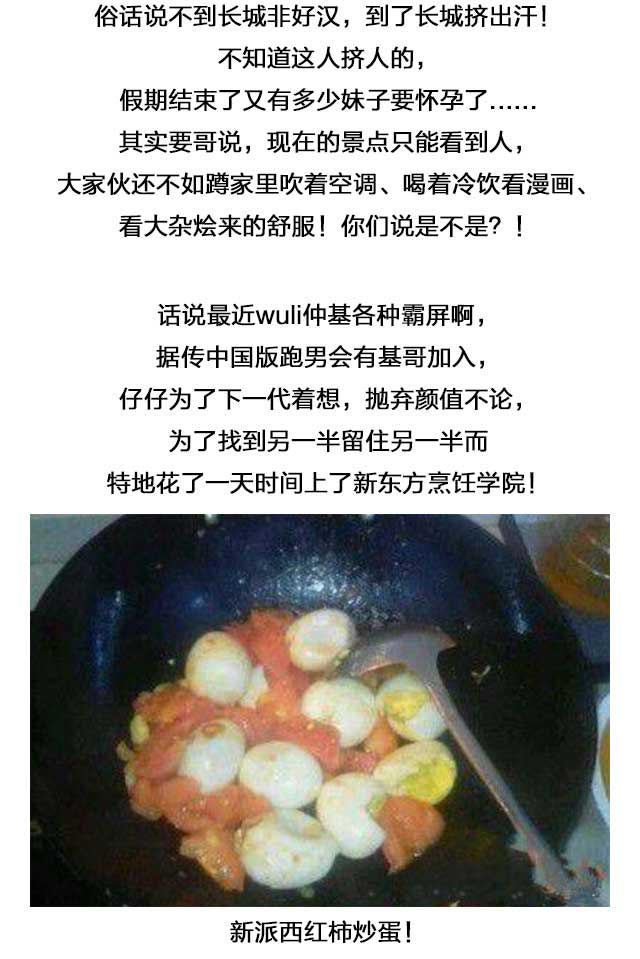 俗话说不到长城非好汉，到了长城挤出汗！
不知道这人挤人的，
假期结束了又有多少妹子要怀孕了……
其实要哥说，现在的景点只能看到人，
大家伙还不如蹲家里吹着空调、喝着冷饮看漫画、
看大杂烩来的舒服！你们说是不是？！
话说最近wuli仲基各种霸屏啊，
据传中国版跑男会有基哥加入，
仔仔为了下一代着想，抛弃颜值不论，
为了找到另一半留住另一半而
特地花了一天时间上了新东方烹饪学院！
新派西红柿炒蛋！